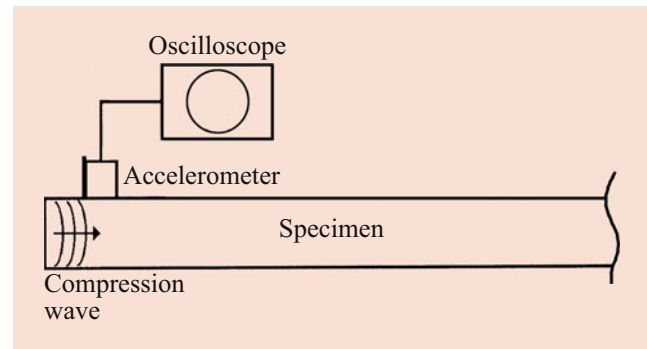 Oscilloscope
Accelerometer
Specimen
Compression
wave